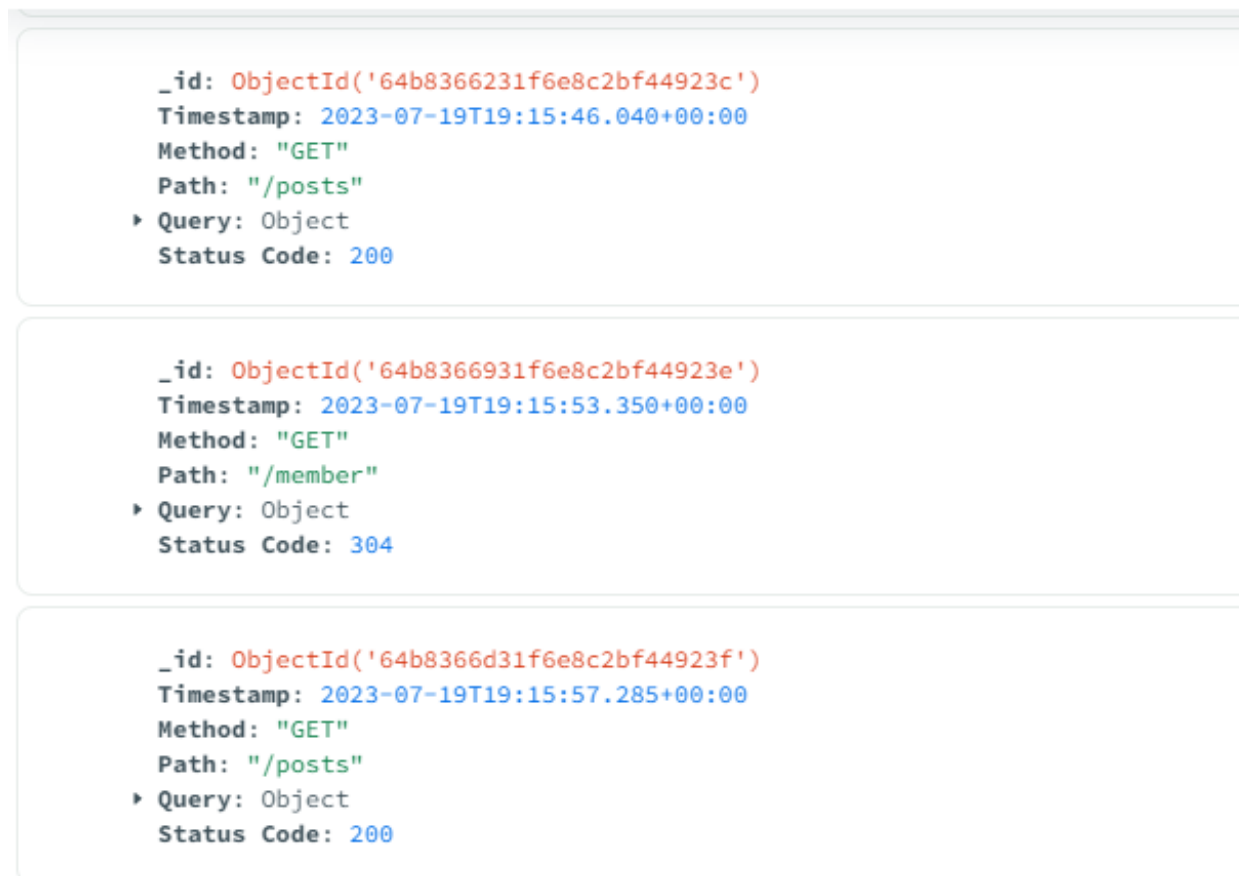 _id: ObjectId('64b8366231f6e8c2bf44923c')
Timestamp: 2023-07-19T19:15:46.040+00:00
Method: "GET"
Path: "/posts"
Query: Object
Status Code: 200
_id: ObjectId('64b8366931f6e8c2bf44923e')
Timestamp: 2023-07-19T19:15:53.350+00:00
Method: "GET"
Path: "/member"
Query: Object
Status Code: 304
_id: ObjectId('64b8366d31f6e8c2bf44923f')
Timestamp: 2023-07-19T19:15:57.285+00:00
Method: "GET"
Path: "/posts"
Query: Object
Status Code: 200